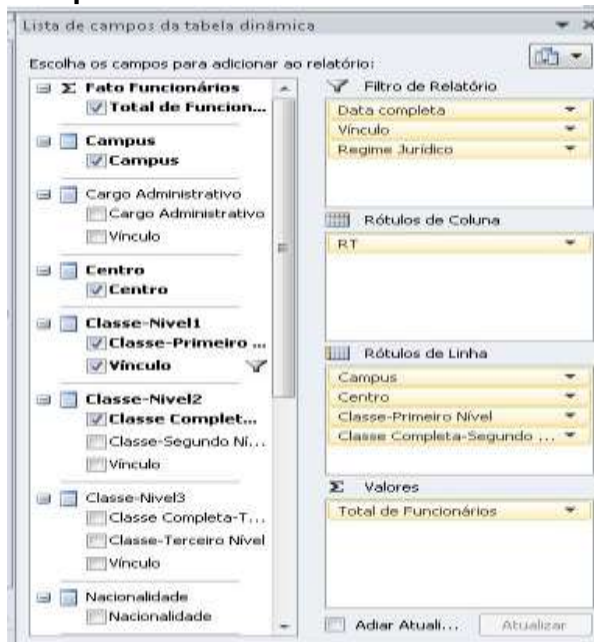 Lista de campos da tabela dinâmica
Escolha os campos para adicionar ao relatório:
Σ Fato Funcionários
Total de Funcion...
Campus
Campus
Cargo Administrativo
Cargo Administrativo
Vínculo
Centro
Centro
Classe-Nivel1
Classe-Primeiro ...
Vínculo
Classe-Nivel2
Classe Complet...
Classe-Segundo Ní...
Vínculo
Classe-Nivel3
Classe Completa-T...
Classe-Terceiro Nível
Vínculo
Nacionalidade
Nacionalidade
Filtro de Relatório
Data completa
Vínculo
Regime Jurídico
Rótulos de Coluna
RT
Rótulos de Linha
Campus
Centro
Classe-Primeiro Nível
Classe Completa-Segundo ...
Σ Valores
Total de Funcionários
Adiar Atuali... Atualizar